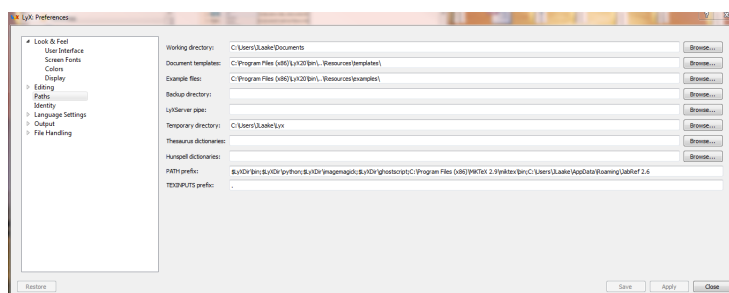 LyX: Preferences
Look & Feel
User Interface
Screen Fonts
Colors
Display
Editing
Paths
Identity
Language Settings
Output
File Handling
Working directory: C:\Users\JLaake\Documents Browse...
Document templates: C:\Program Files (x86)\LyX20\bin\..\Resources\templates\ Browse...
Example files: C:\Program Files (x86)\LyX20\bin\..\Resources\examples\ Browse...
Backup directory: Browse...
LyXServer pipe: Browse...
Temporary directory: C:\Users\JLaake\Lyx Browse...
Thesaurus dictionaries: Browse...
Hunspell dictionaries: Browse...
PATH prefix: $LyXDir\bin;$LyXDir\python;$LyXDir\imagemagick;$LyXDir\ghostscript;C:\Program Files (x86)\MiKTeX 2.9\miktex\bin;C:\Users\JLaake\AppData\Roaming\JabRef 2.6
TEXINPUTS prefix: .
Restore Save Apply Close